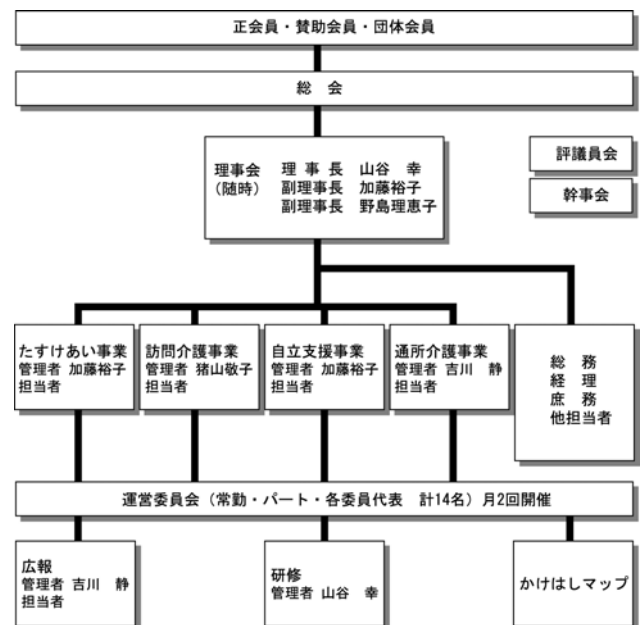 正会員・賛助会員・団体会員
総　会
理事会　理 事 長　山谷　幸
(随時)　副理事長　加藤裕子
副理事長　野島理恵子
評議員会
幹事会
たすけあい事業
管理者 加藤裕子
担当者
訪問介護事業
管理者 猪山敬子
担当者
自立支援事業
管理者 加藤裕子
担当者
通所介護事業
管理者 吉川　静
担当者
総　務
経　理
庶　務
他担当者
運営委員会（常勤・パート・各委員代表　計14名）月2回開催
広報
管理者 吉川　静
担当者
研修
管理者 山谷　幸
かけはしマップ